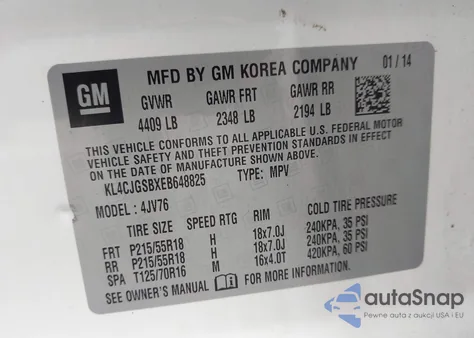 GM
MFD BY GM KOREA COMPANY 01/14
GVWR GAWR FRT GAWR RR
4409 LB 2348 LB 2194 LB
THIS VEHICLE CONFORMS TO ALL APPLICABLE U.S. FEDERAL MOTOR
VEHICLE SAFETY AND THEFT PREVENTION STANDARDS IN EFFECT ON
THE DATE OF MANUFACTURE SHOWN ABOVE.
KL4CJGSBXEB648825 TYPE: MPV
MODEL: 4JV76
TIRE SIZE SPEED RTG RIM COLD TIRE PRESSURE
FRT P215/55R18 H 18x7.0J 240KPA, 35 PSI
RR P215/55R18 H 18x7.0J 240KPA, 35 PSI
SPA T125/70R16 M 16x4.0T 420KPA, 60 PSI
SEE OWNER'S MANUAL FOR MORE INFORMATION
autoSnap
Pewne auta z aukcji USA i EU